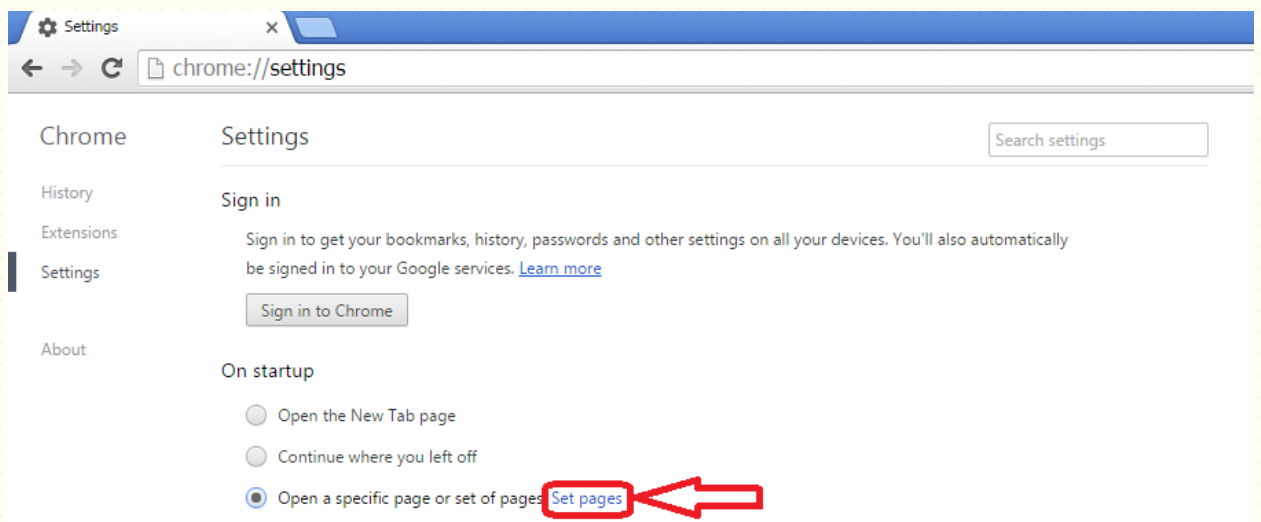 Settings
chrome://settings
Chrome
Settings
Search settings
History
Extensions
Settings
About
Sign in
Sign in to get your bookmarks, history, passwords and other settings on all your devices. You'll also automatically
be signed in to your Google services. Learn more
Sign in to Chrome
On startup
Open the New Tab page
Continue where you left off
Open a specific page or set of pages Set pages